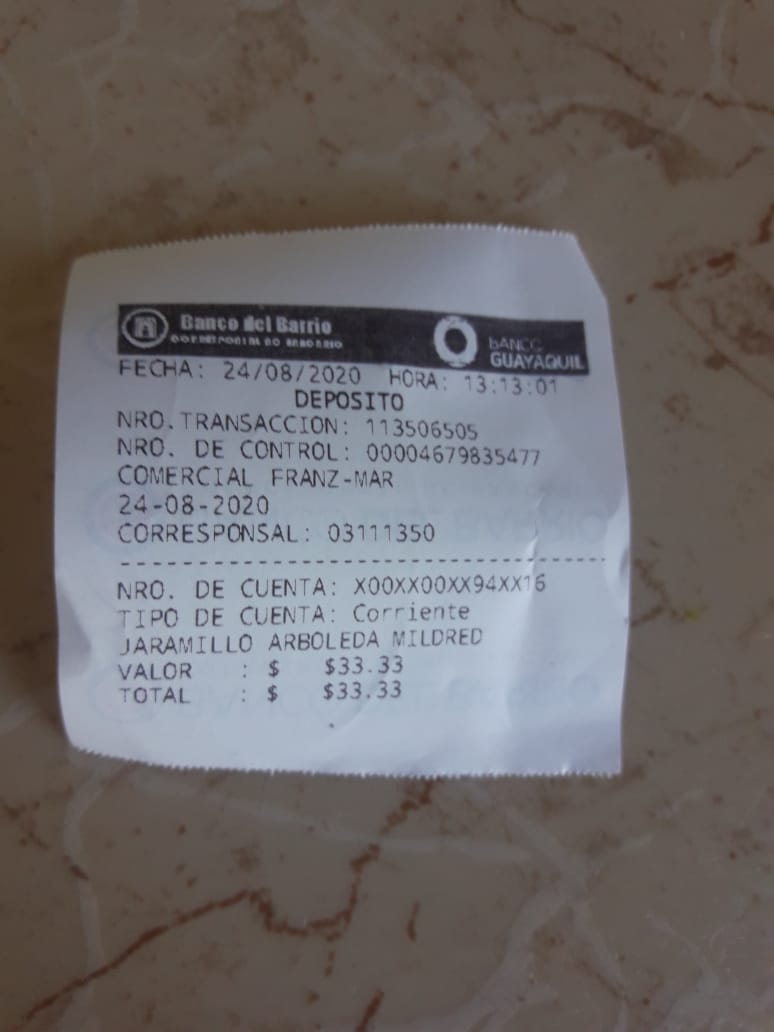 Banco del Barrio
CORRESPONSAL BANCARIO
BANCO
GUAYAQUIL
FECHA: 24/08/2020 HORA: 13:13:01
DEPOSITO
NRO.TRANSACCION: 113506505
NRO. DE CONTROL: 00004679835477
COMERCIAL FRANZ-MAR
24-08-2020
CORRESPONSAL: 03111350
NRO. DE CUENTA: X00XX00XX94XX16
TIPO DE CUENTA: Corriente
JARAMILLO ARBOLEDA MILDRED
VALOR : $ $33.33
TOTAL : $ $33.33